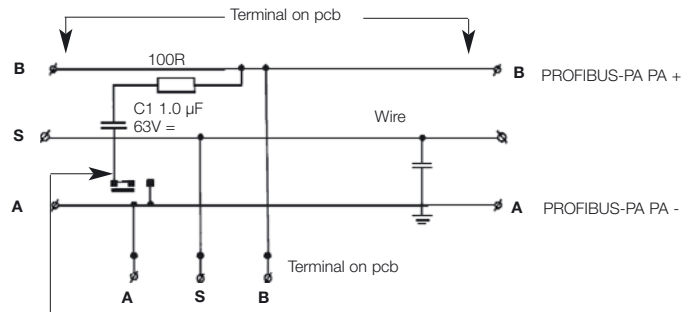 Terminal on pcb
100R
B
B PROFIBUS-PA PA +
C1 1.0 µF
63V =
Wire
S
A
A PROFIBUS-PA PA -
Terminal on pcb
A S B